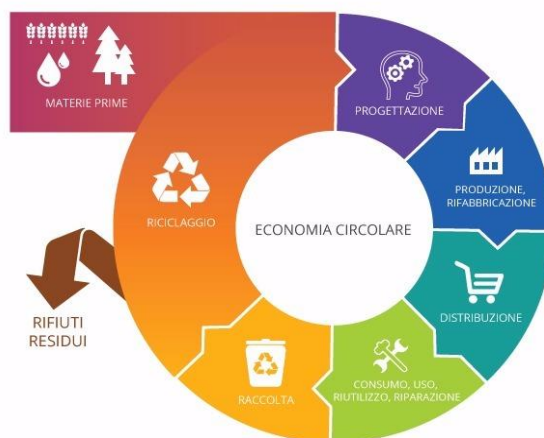 MATERIE PRIME
PROGETTAZIONE
PRODUZIONE,
RIFABBRICAZIONE
RICICLAGGIO
ECONOMIA CIRCOLARE
DISTRIBUZIONE
RIFIUTI
RESIDUI
CONSUMO, USO,
RIUTILIZZO, RIPARAZIONE
RACCOLTA